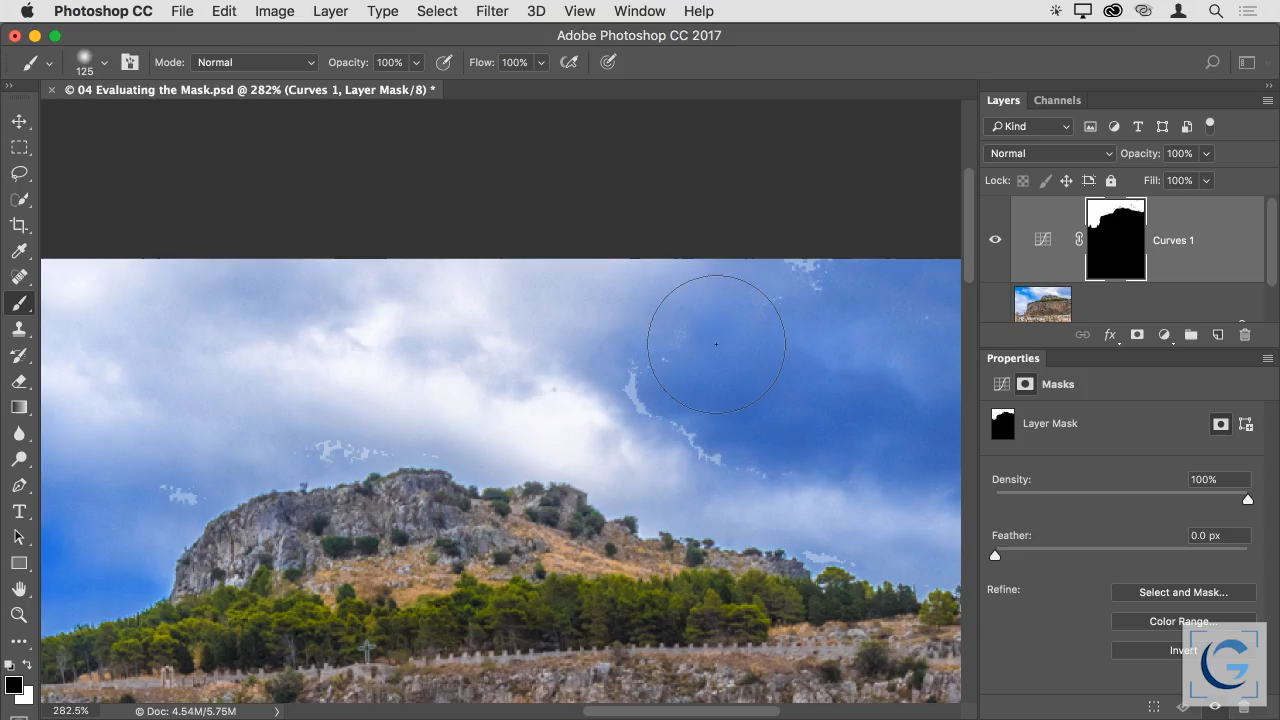 Photoshop CC File Edit Image Layer Type Select Filter 3D View Window Help
Adobe Photoshop CC 2017
125 Mode: Normal Opacity: 100% Flow: 100%
× © 04 Evaluating the Mask.psd @ 282% (Curves 1, Layer Mask/8) *
Layers Channels
Kind
Normal Opacity: 100%
Lock: Fill: 100%
Curves 1
fx
Properties
Masks
Layer Mask
Density: 100%
Feather: 0.0 px
Refine: Select and Mask...
Color Range...
Invert
282.5% © Doc: 4.54M/5.75M